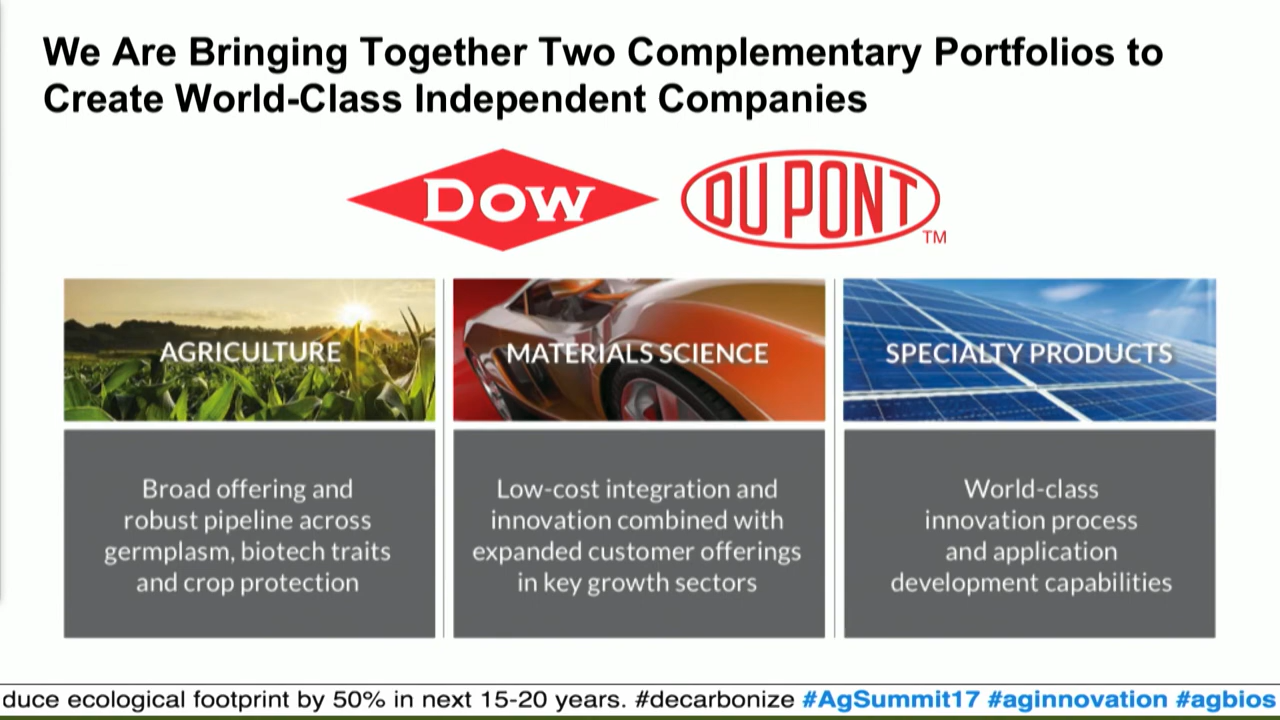 We Are Bringing Together Two Complementary Portfolios to
Create World-Class Independent Companies
DOW
DU PONT
TM
AGRICULTURE
MATERIALS SCIENCE
SPECIALTY PRODUCTS
Broad offering and
robust pipeline across
germplasm, biotech traits
and crop protection
Low-cost integration and
innovation combined with
expanded customer offerings
in key growth sectors
World-class
innovation process
and application
development capabilities
duce ecological footprint by 50% in next 15-20 years. #decarbonize #AgSummit17 #aginnovation #agbios